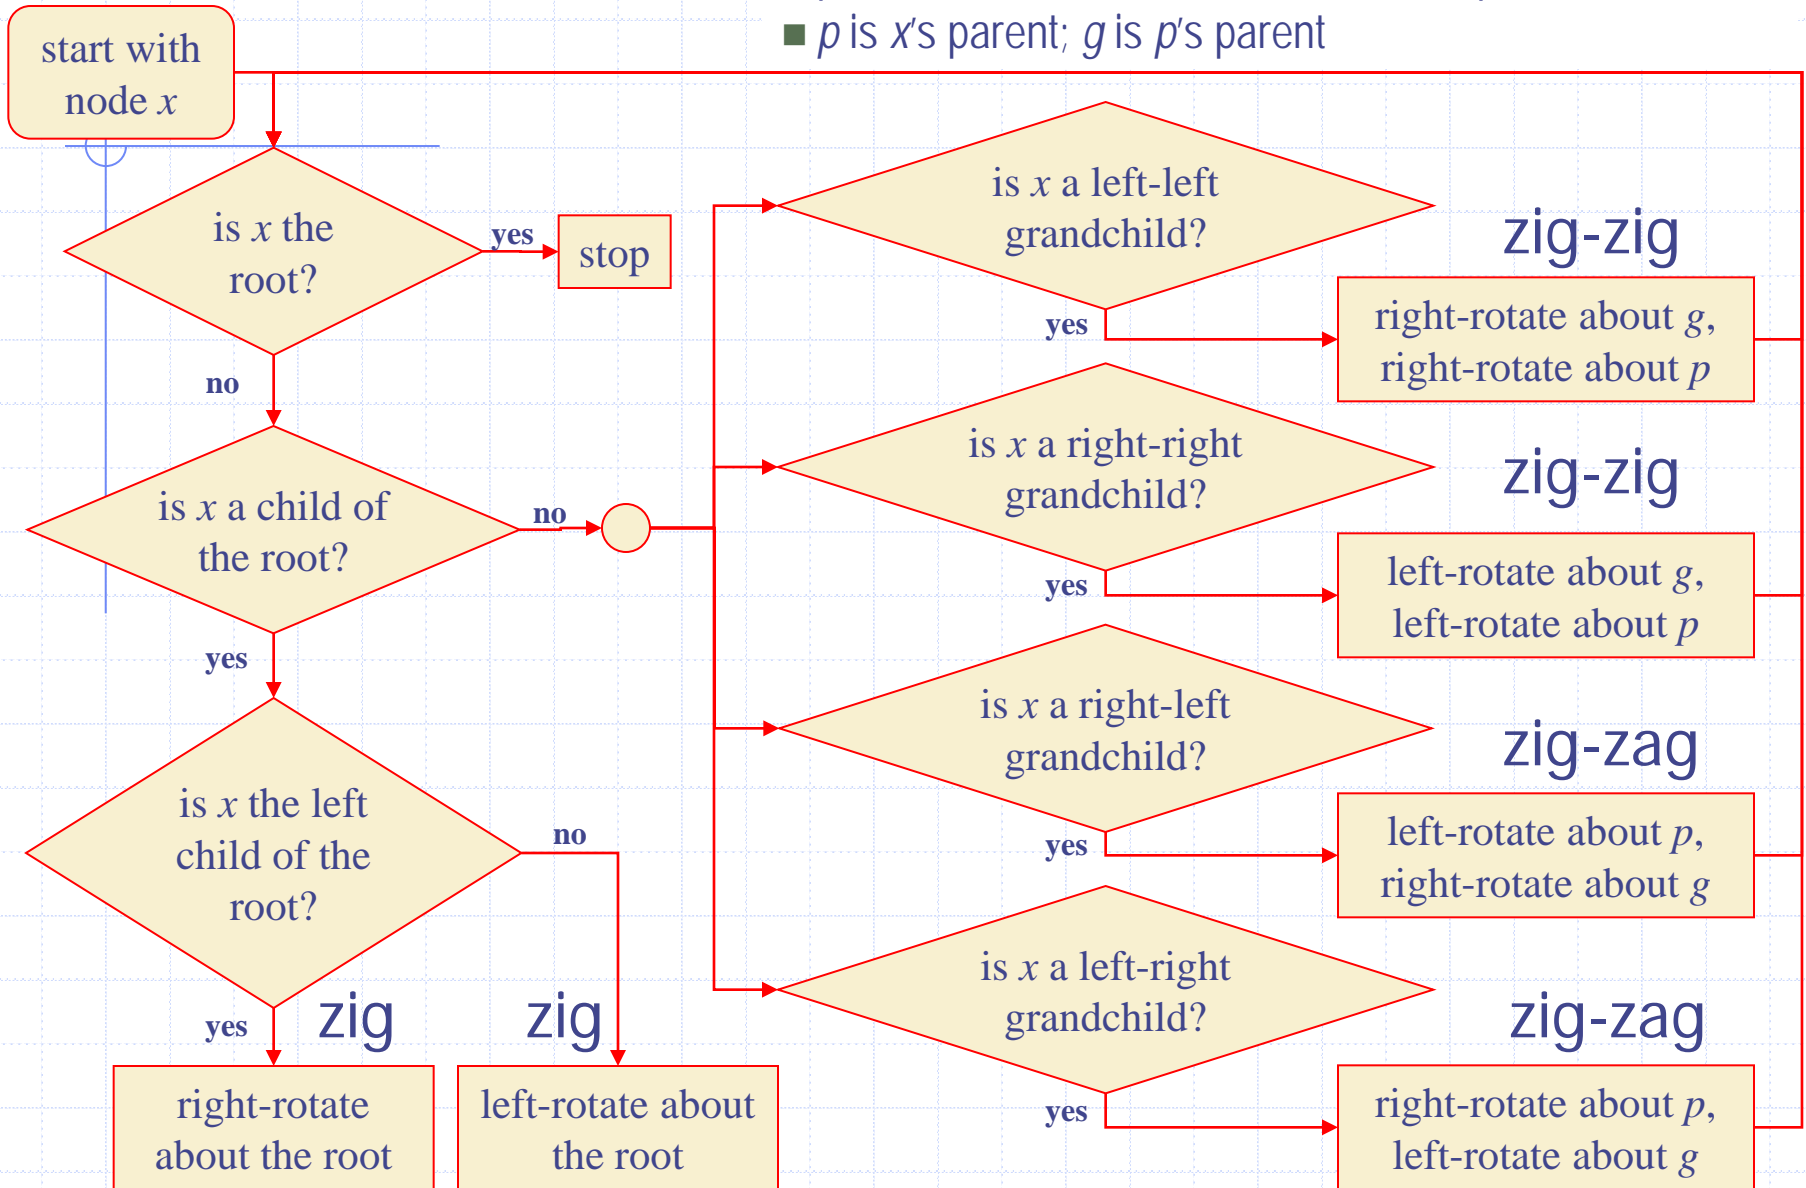 ■ p is x's parent; g is p's parent
start with
node x
is x the
root?
yes
stop
no
is x a child of
the root?
no
yes
is x the left
child of the
root?
no
yes
zig
zig
right-rotate
about the root
left-rotate about
the root
is x a left-left
grandchild?
yes
zig-zig
right-rotate about g,
right-rotate about p
is x a right-right
grandchild?
yes
zig-zig
left-rotate about g,
left-rotate about p
is x a right-left
grandchild?
yes
zig-zag
left-rotate about p,
right-rotate about g
is x a left-right
grandchild?
yes
zig-zag
right-rotate about p,
left-rotate about g